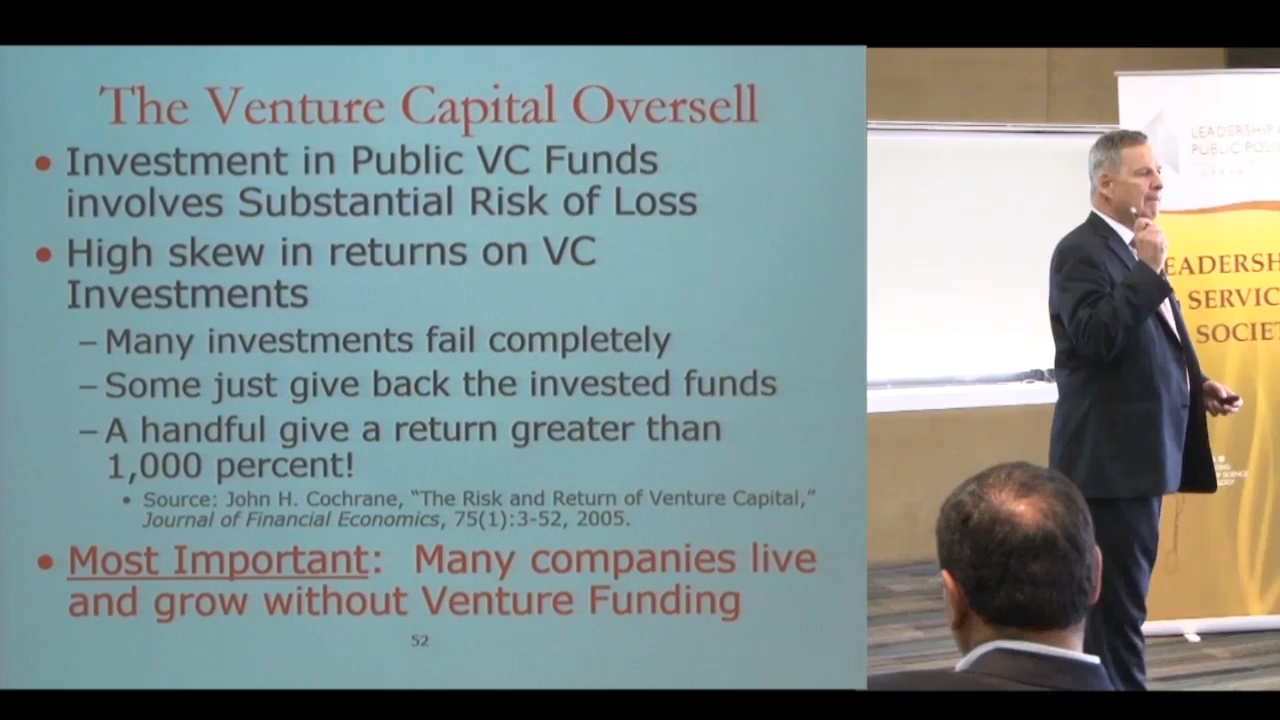 The Venture Capital Oversell
• Investment in Public VC Funds
involves Substantial Risk of Loss
• High skew in returns on VC
Investments
– Many investments fail completely
– Some just give back the invested funds
– A handful give a return greater than
1,000 percent!
• Source: John H. Cochrane, “The Risk and Return of Venture Capital,”
Journal of Financial Economics, 75(1):3-52, 2005.
• Most Important: Many companies live
and grow without Venture Funding
52
LEADERSHIP
PUBLIC
EADERSH
SERVIC
SOCIET
OF SCIENCE